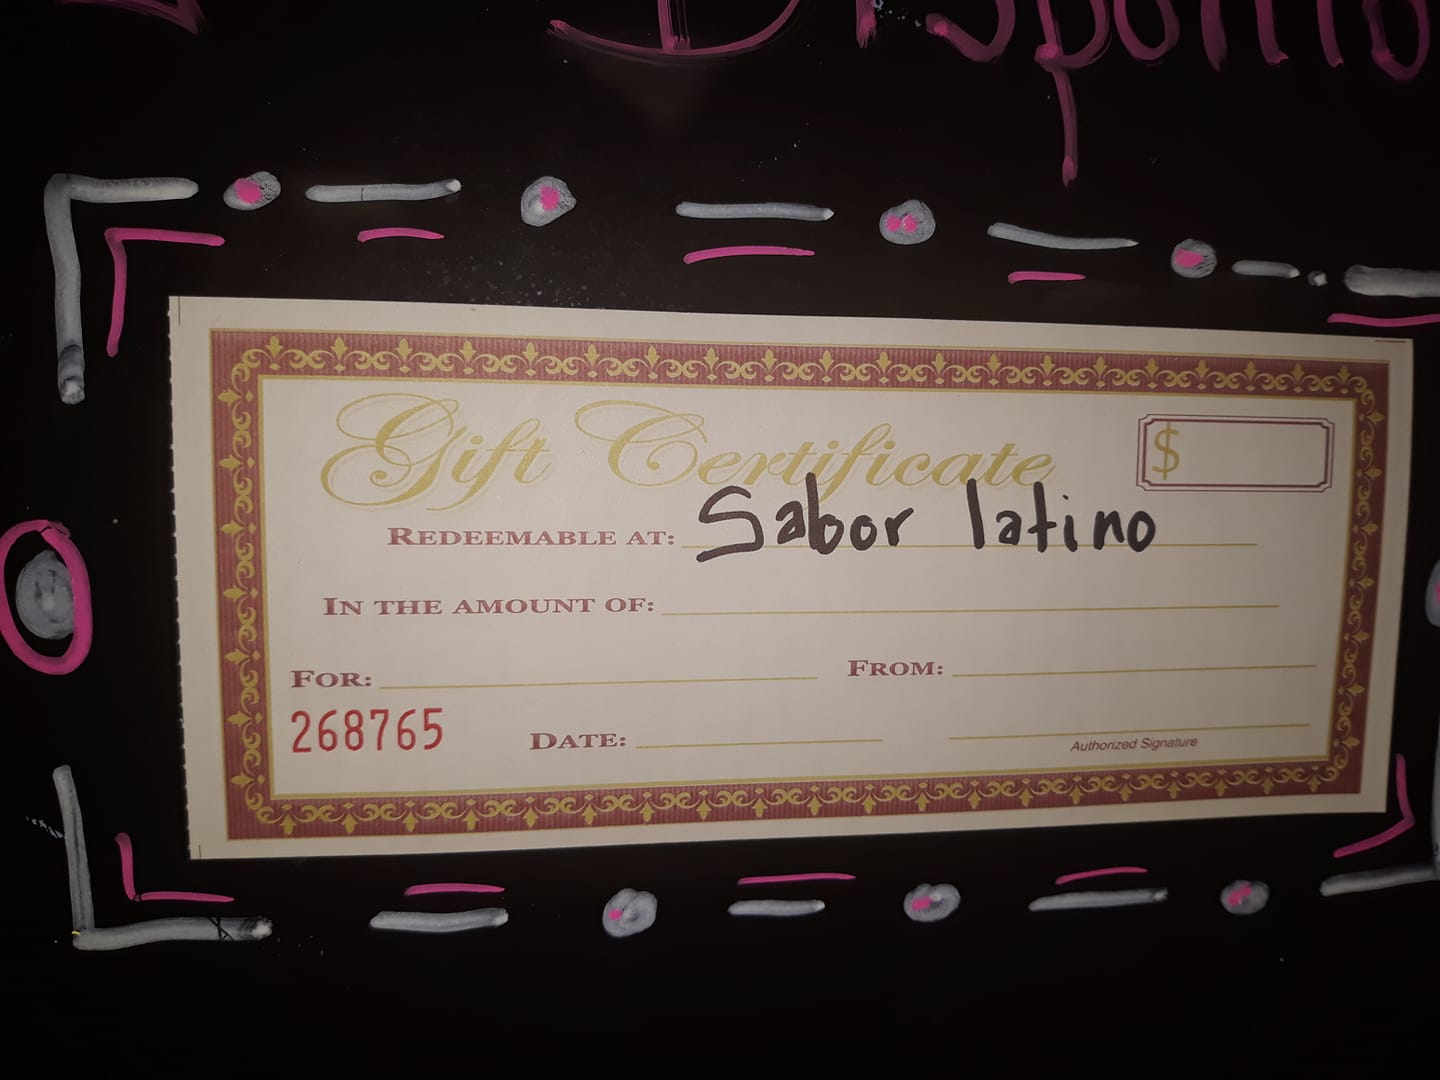 Gift Certificate
$
REDEEMABLE AT: Sabor latino
IN THE AMOUNT OF:
FOR:
FROM:
268765
DATE:
Authorized Signature